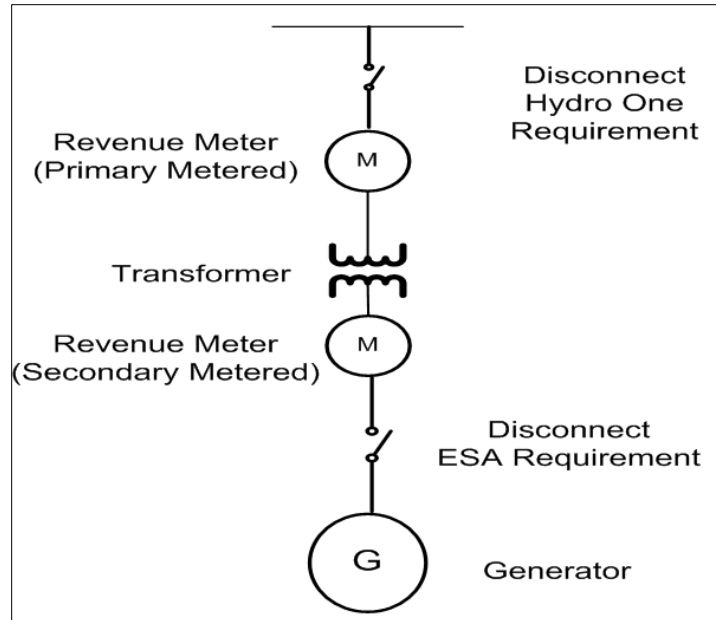 Disconnect
Hydro One
Requirement
Revenue Meter
(Primary Metered)
M
Transformer
Revenue Meter
(Secondary Metered)
M
Disconnect
ESA Requirement
G
Generator